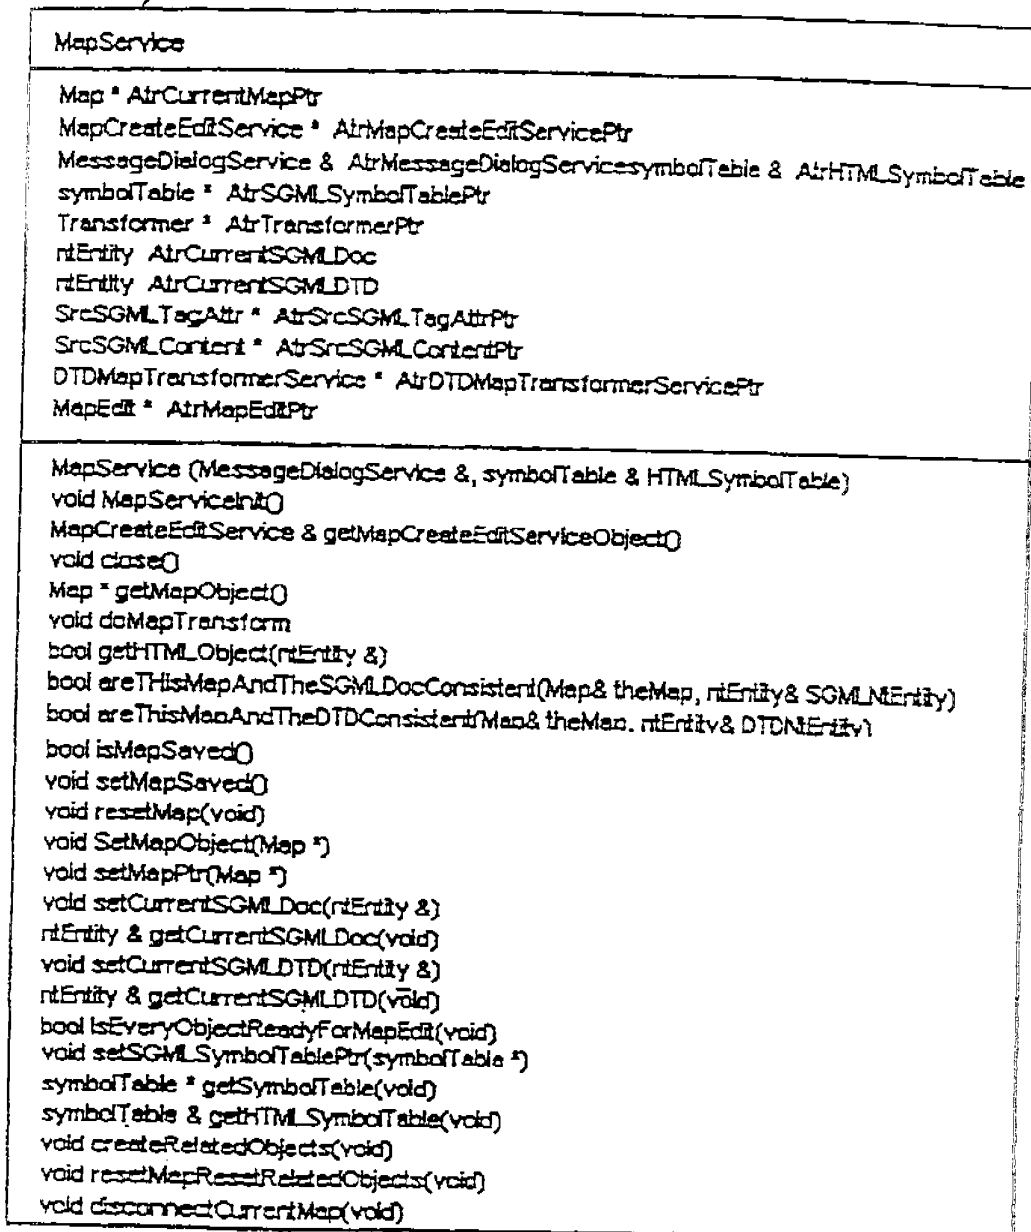 MapService
Map * AtrCurrentMapPtr
MapCreateEditService * AtrMapCreateEditServicePtr
MessageDialogService & AtrMessageDialogServicesymbolTable & AtrHTMLSymbolTable
symbolTable * AtrSGMLSymbolTablePtr
Transformer * AtrTransformerPtr
ntEntity AtrCurrentSGMLDoc
ntEntity AtrCurrentSGMLDTD
SrcSGMLTagAttr * AtrSrcSGMLTagAttrPtr
SrcSGMLContent * AtrSrcSGMLContentPtr
DTDMapTransformerService * AtrDTDMapTransformerServicePtr
MapEdit * AtrMapEditPtr
MapService (MessageDialogService &, symbolTable & HTMLSymbolTable)
void MapServiceInit()
MapCreateEditService & getMapCreateEditServiceObject()
void close()
Map * getMapObject()
void doMapTransform
bool getHTMLObject(ntEntity &)
bool areTHisMapAndTheSGMLDocConsistent(Map& theMap, ntEntity& SGMLNtEntity)
bool areThisMapAndTheDTDConsistent(Map& theMap, ntEntity& DTDNtEntity)
bool isMapSaved()
void setMapSaved()
void resetMap(void)
void SetMapObject(Map *)
void setMapPtr(Map *)
void setCurrentSGMLDoc(ntEntity &)
ntEntity & getCurrentSGMLDoc(void)
void setCurrentSGMLDTD(ntEntity &)
ntEntity & getCurrentSGMLDTD(void)
bool IsEveryObjectReadyForMapEdit(void)
void setSGMLSymbolTablePtr(symbolTable *)
symbolTable * getSymbolTable(void)
symbolTable & getHTMLSymbolTable(void)
void createRelatedObjects(void)
void resetMapResetRelatedObjects(void)
void disconnectCurrentMap(void)